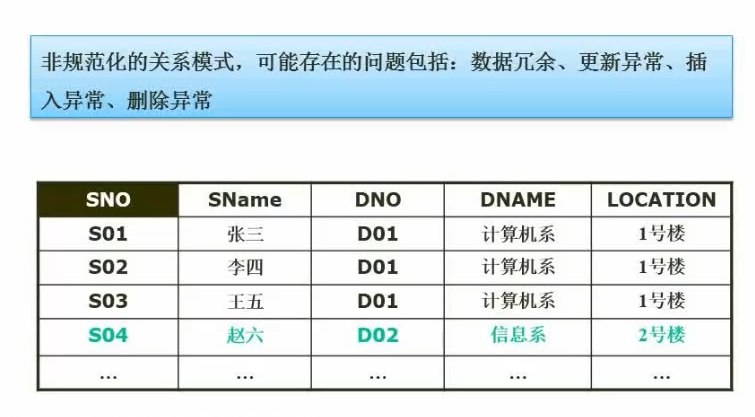 非规范化的关系模式，可能存在的问题包括：数据冗余、更新异常、插
入异常、删除异常
SNO SName DNO DNAME LOCATION
S01 张三 D01 计算机系 1号楼
S02 李四 D01 计算机系 1号楼
S03 王五 D01 计算机系 1号楼
S04 赵六 D02 信息系 2号楼
... ... ... ... ...